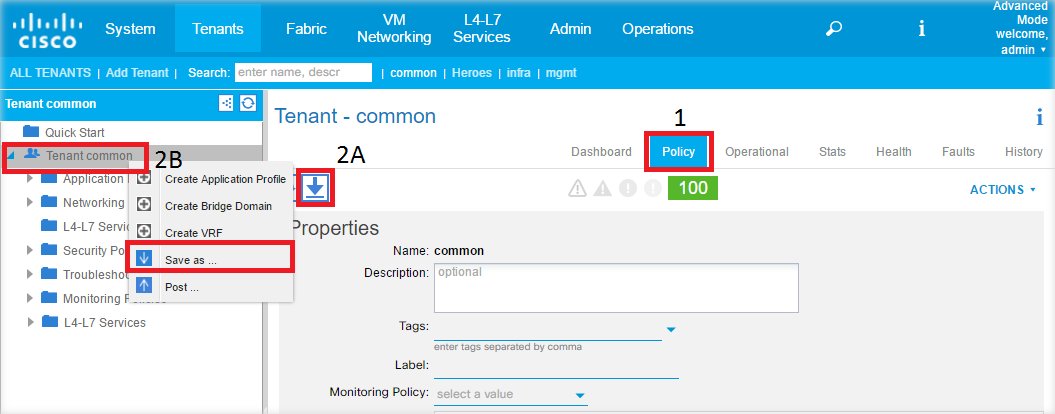 CISCO
System
Tenants
Fabric
VM
Networking
L4-L7
Services
Admin
Operations
i
Advanced
Mode
welcome,
admin
ALL TENANTS | Add Tenant | Search: enter name, descr | common | Heroes | infra | mgmt
Tenant common
Quick Start
Tenant common
2B
Application
Networking
L4-L7 Servic
Security Po
Troubleshou
Monitoring Policies
L4-L7 Services
Create Application Profile
Create Bridge Domain
Create VRF
Save as ...
Post ...
Tenant - common
i
1
2A
Dashboard Policy Operational Stats Health Faults History
100
ACTIONS
Properties
Name: common
Description: optional
Tags:
enter tags separated by comma
Label:
Monitoring Policy: select a value